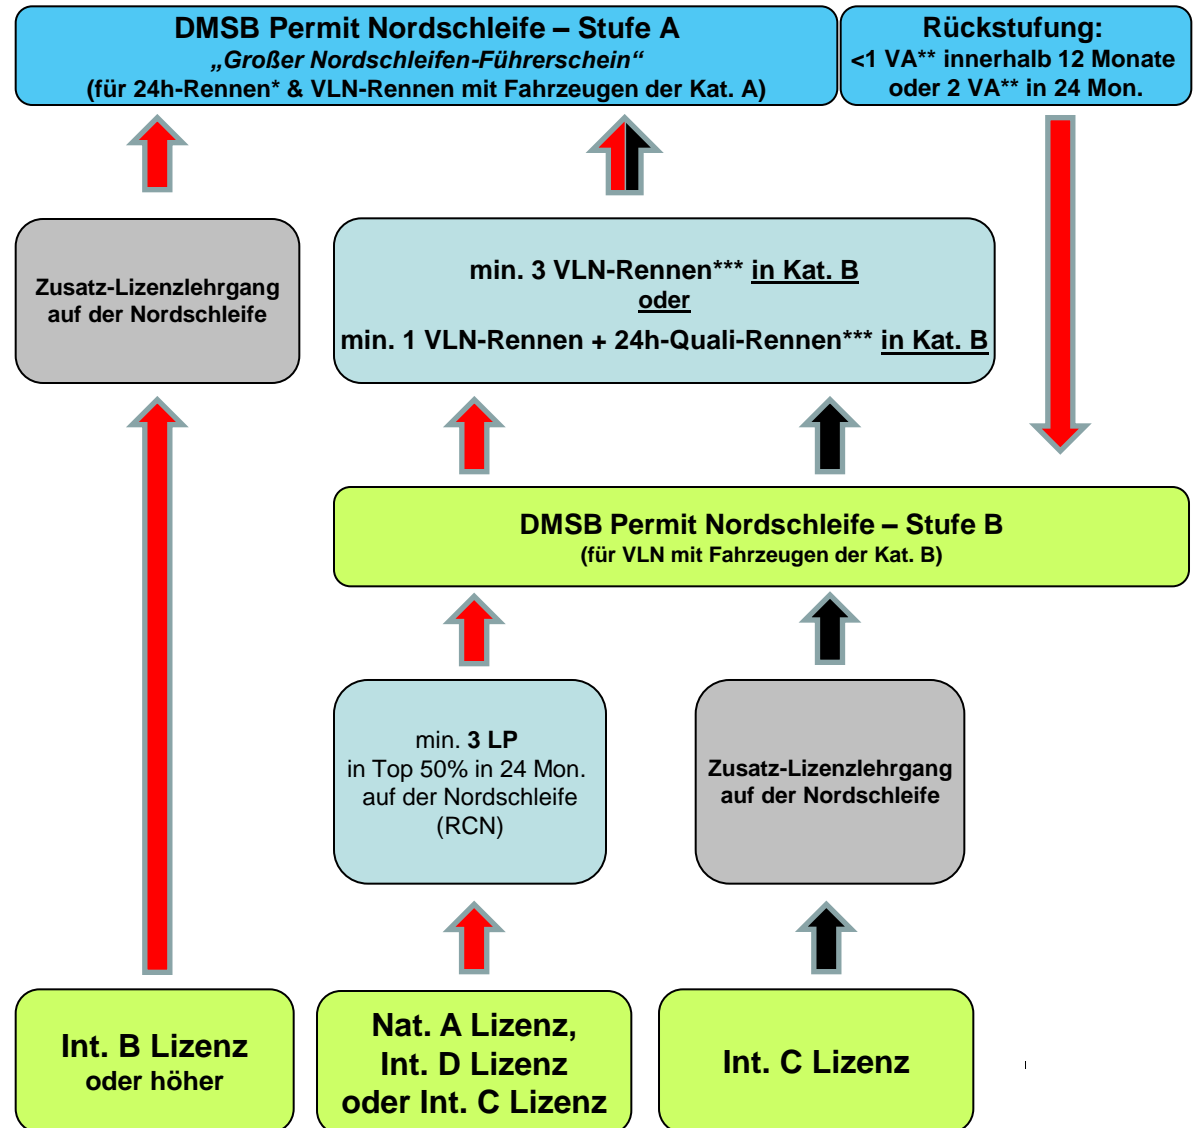 DMSB Permit Nordschleife – Stufe A
„Großer Nordschleifen-Führerschein“
(für 24h-Rennen* & VLN-Rennen mit Fahrzeugen der Kat. A)
Rückstufung:
<1 VA** innerhalb 12 Monate
oder 2 VA** in 24 Mon.
Zusatz-Lizenzlehrgang
auf der Nordschleife
min. 3 VLN-Rennen*** in Kat. B
oder
min. 1 VLN-Rennen + 24h-Quali-Rennen*** in Kat. B
DMSB Permit Nordschleife – Stufe B
(für VLN mit Fahrzeugen der Kat. B)
min. 3 LP
in Top 50% in 24 Mon.
auf der Nordschleife
(RCN)
Zusatz-Lizenzlehrgang
auf der Nordschleife
Int. B Lizenz
oder höher
Nat. A Lizenz,
Int. D Lizenz
oder Int. C Lizenz
Int. C Lizenz